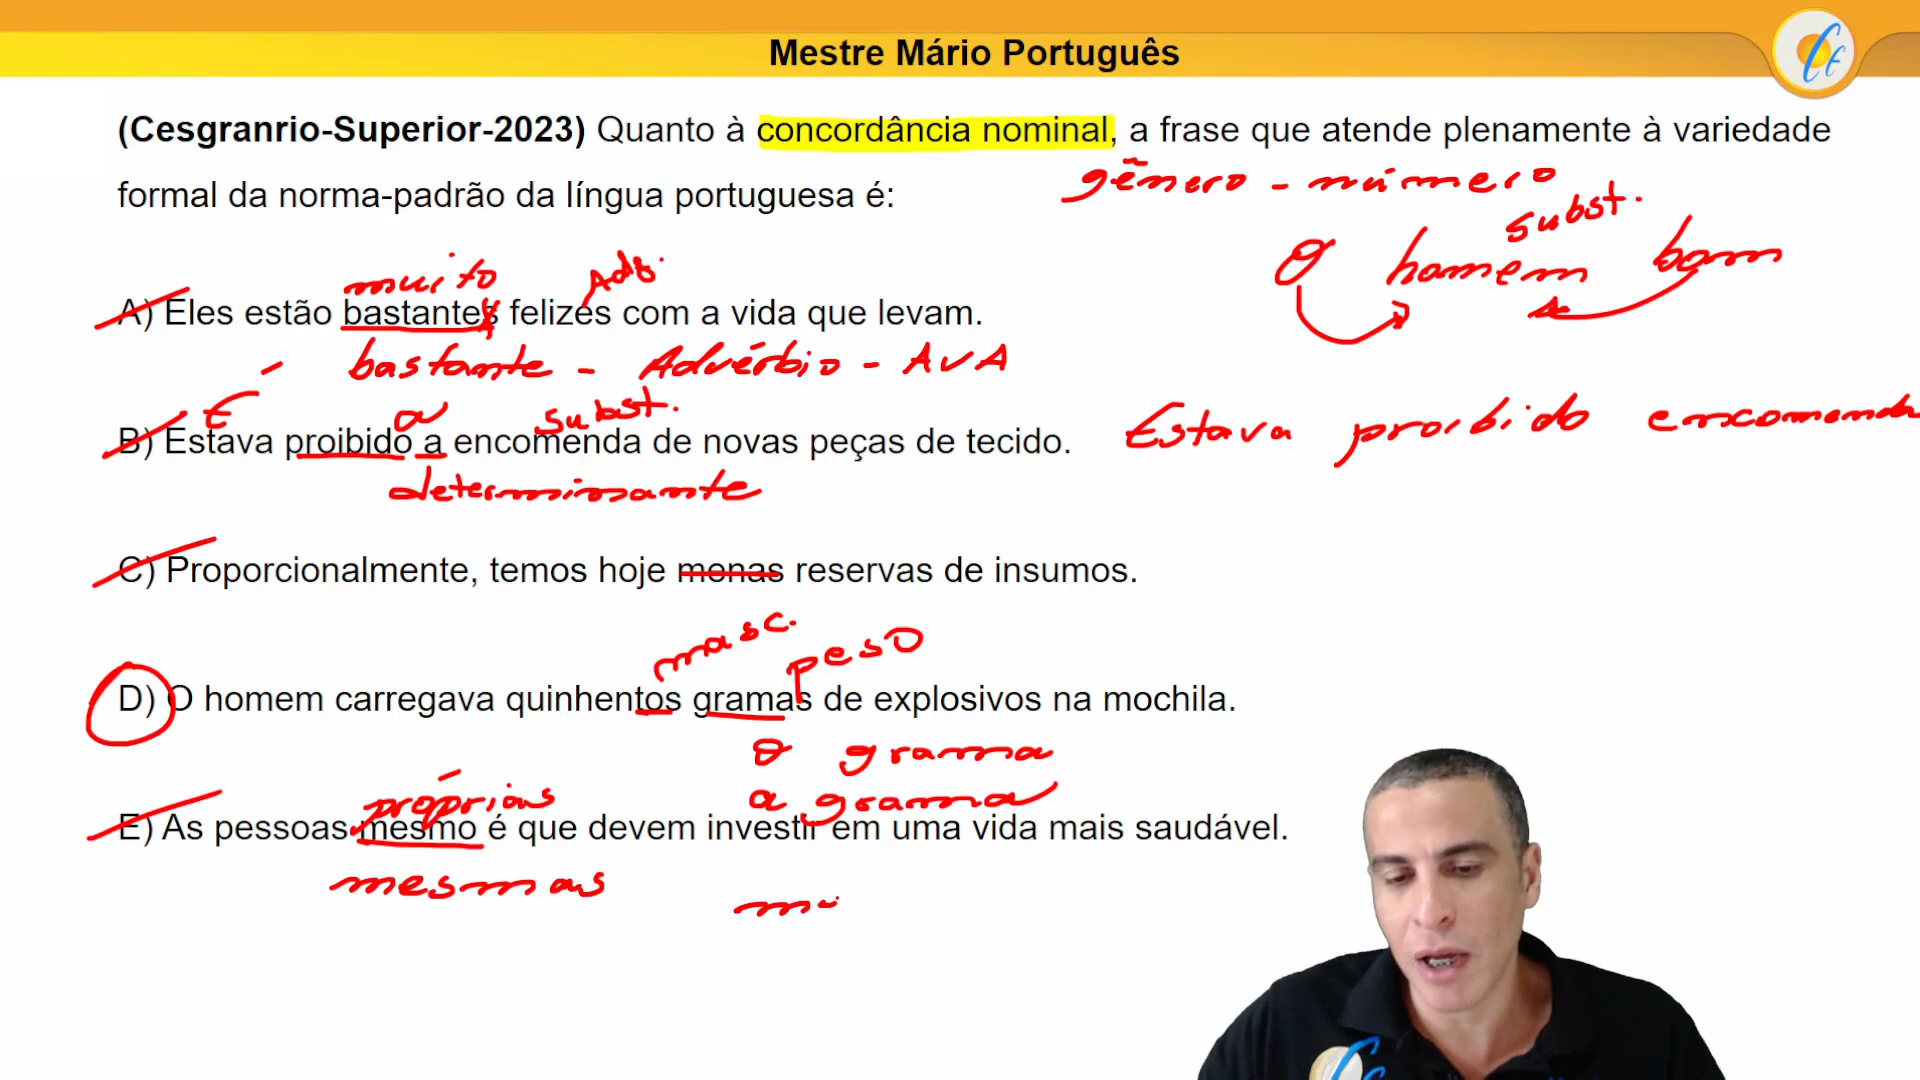 Mestre Mário Português
(Cesgranrio-Superior-2023) Quanto à concordância nominal, a frase que atende plenamente à variedade
formal da norma-padrão da língua portuguesa é:
gênero - número
subst.
O homem bom
muito Adj.
A) Eles estão bastantes felizes com a vida que levam.
bastante - Advérbio - AVA
a subst.
B) Estava proibido a encomenda de novas peças de tecido. Estava proibido encomenda
determinante
C) Proporcionalmente, temos hoje menas reservas de insumos.
masc. peso
D) O homem carregava quinhentos gramas de explosivos na mochila.
o grama
próprias a grama
E) As pessoas mesmo é que devem investir em uma vida mais saudável.
mesmas